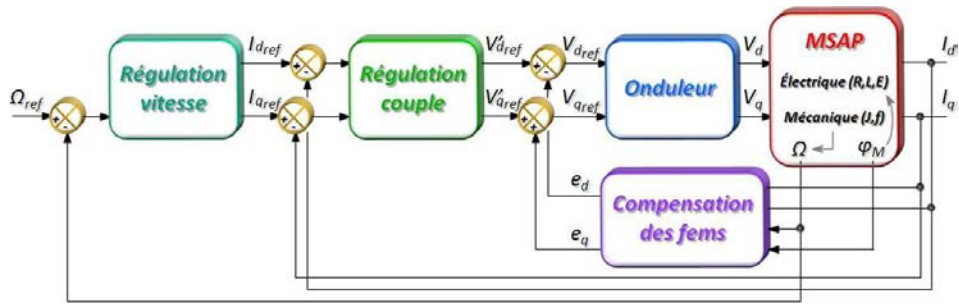 Ω_ref
+
-
Régulation
vitesse
I_dref
I_qref
+
-
+
-
Régulation
couple
V'_dref
V'_qref
+
-
+
+
V_dref
V_qref
Onduleur
V_d
V_q
MSAP
Électrique (R,L,E)
Mécanique (J,f)
Ω
φ_M
I_d
I_q
e_d
e_q
Compensation
des fems